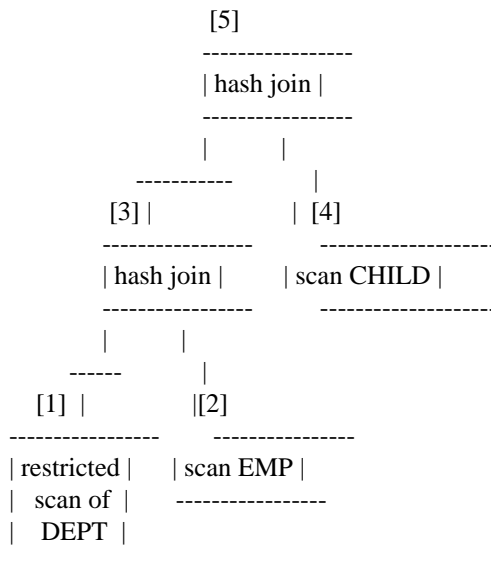 [5]
-----------------
| hash join |
-----------------
| |
----------- |
[3] | | [4]
----------------- --------------------
| hash join | | scan CHILD |
----------------- --------------------
| |
------ |
[1] | |[2]
----------------- ----------------
| restricted | | scan EMP |
| scan of | -----------------
| DEPT |